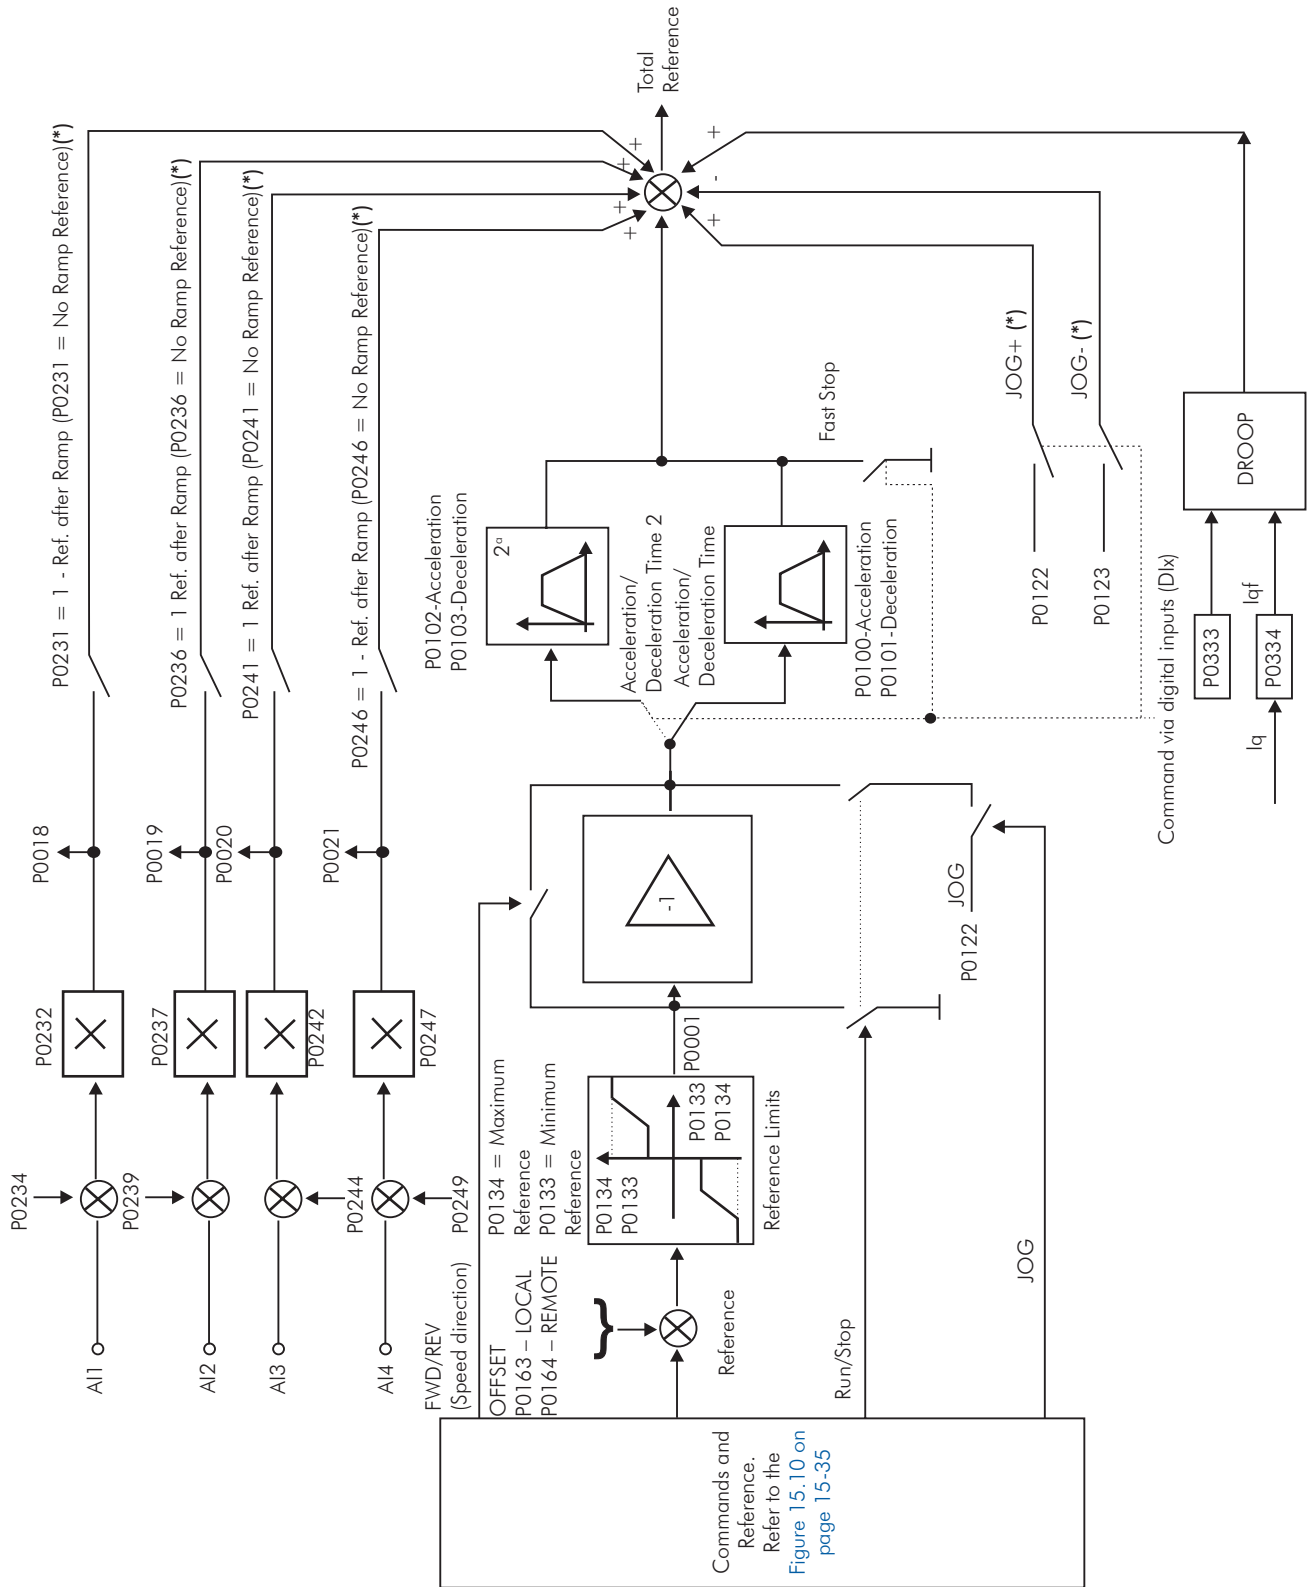 AI1
P0234
P0232
P0018
P0231 = 1 - Ref. after Ramp (P0231 = No Ramp Reference)(*)
AI2
P0239
P0237
P0019
P0236 = 1 Ref. after Ramp (P0236 = No Ramp Reference)(*)
AI3
P0244
P0242
P0020
P0241 = 1 Ref. after Ramp (P0241 = No Ramp Reference)(*)
AI4
P0249
P0247
P0021
P0246 = 1 - Ref. after Ramp (P0246 = No Ramp Reference)(*)
+
+
+
+
Total
Reference
FWD/REV
(Speed direction)
OFFSET
P0163 – LOCAL
P0164 – REMOTE
}
P0134 = Maximum
Reference
P0133 = Minimum
Reference
P0134
P0133
P0133
P0134
Reference Limits
Reference
P0001
-1
P0102-Acceleration
P0103-Deceleration
2ª
Acceleration/
Deceleration Time 2
Acceleration/
Deceleration Time
P0100-Acceleration
P0101-Deceleration
Fast Stop
Commands and
Reference.
Refer to the
Figure 15.10 on
page 15-35
Run/Stop
JOG
P0122
JOG
P0122
JOG+ (*)
+
P0123
JOG- (*)
-
+
Command via digital inputs (DIx)
P0333
Iq
P0334
Iqf
DROOP